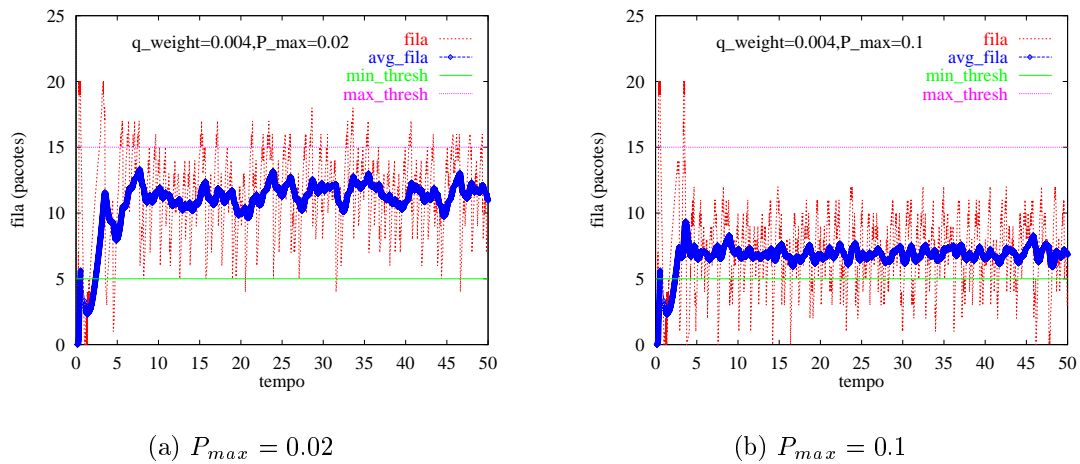 q_weight=0.004,P_max=0.02
fila
avg_fila
min_thresh
max_thresh
fila (pacotes)
25
20
15
10
5
0
0 5 10 15 20 25 30 35 40 45 50
tempo
(a) P_max = 0.02
q_weight=0.004,P_max=0.1
fila
avg_fila
min_thresh
max_thresh
fila (pacotes)
25
20
15
10
5
0
0 5 10 15 20 25 30 35 40 45 50
tempo
(b) P_max = 0.1